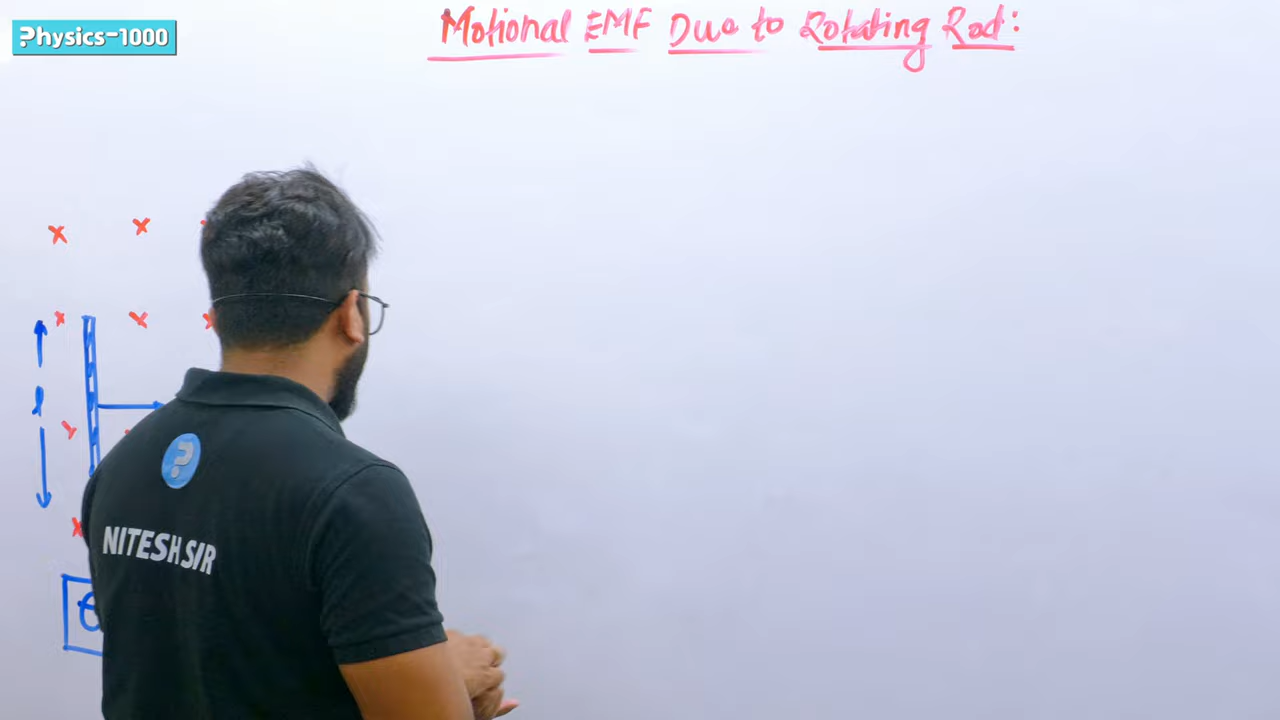 Physics-1000
Motional EMF Due to Rotating Rod:
l
NITESH SIR